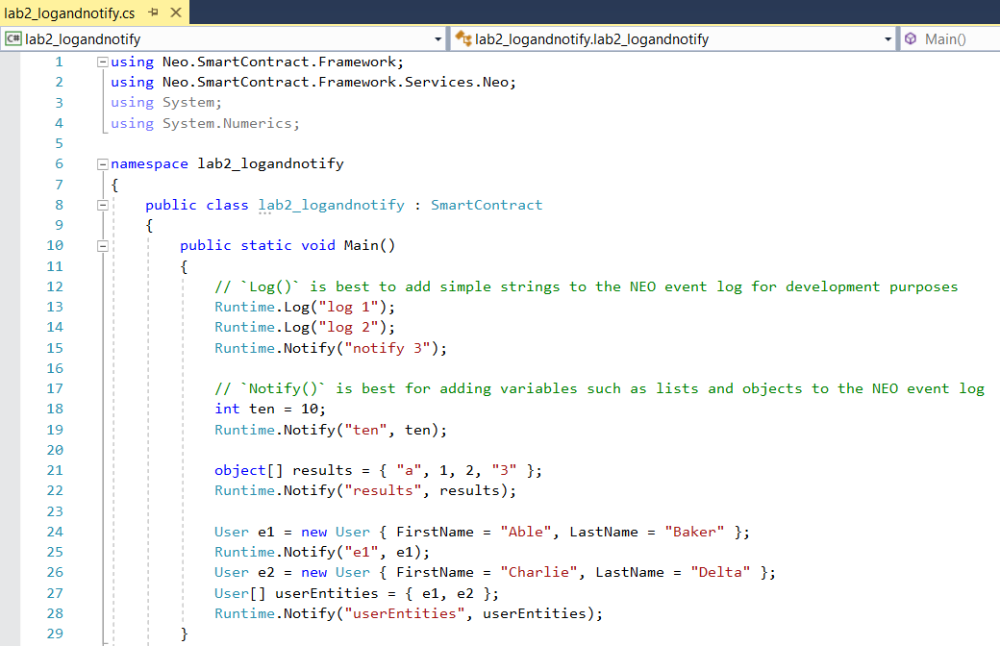 lab2_logandnotify.cs
C# lab2_logandnotify lab2_logandnotify.lab2_logandnotify Main()
1 using Neo.SmartContract.Framework;
2 using Neo.SmartContract.Framework.Services.Neo;
3 using System;
4 using System.Numerics;
5
6 namespace lab2_logandnotify
7 {
8 public class lab2_logandnotify : SmartContract
9 {
10 public static void Main()
11 {
12 // `Log()` is best to add simple strings to the NEO event log for development purposes
13 Runtime.Log("log 1");
14 Runtime.Log("log 2");
15 Runtime.Notify("notify 3");
16
17 // `Notify()` is best for adding variables such as lists and objects to the NEO event log
18 int ten = 10;
19 Runtime.Notify("ten", ten);
20
21 object[] results = { "a", 1, 2, "3" };
22 Runtime.Notify("results", results);
23
24 User e1 = new User { FirstName = "Able", LastName = "Baker" };
25 Runtime.Notify("e1", e1);
26 User e2 = new User { FirstName = "Charlie", LastName = "Delta" };
27 User[] userEntities = { e1, e2 };
28 Runtime.Notify("userEntities", userEntities);
29 }